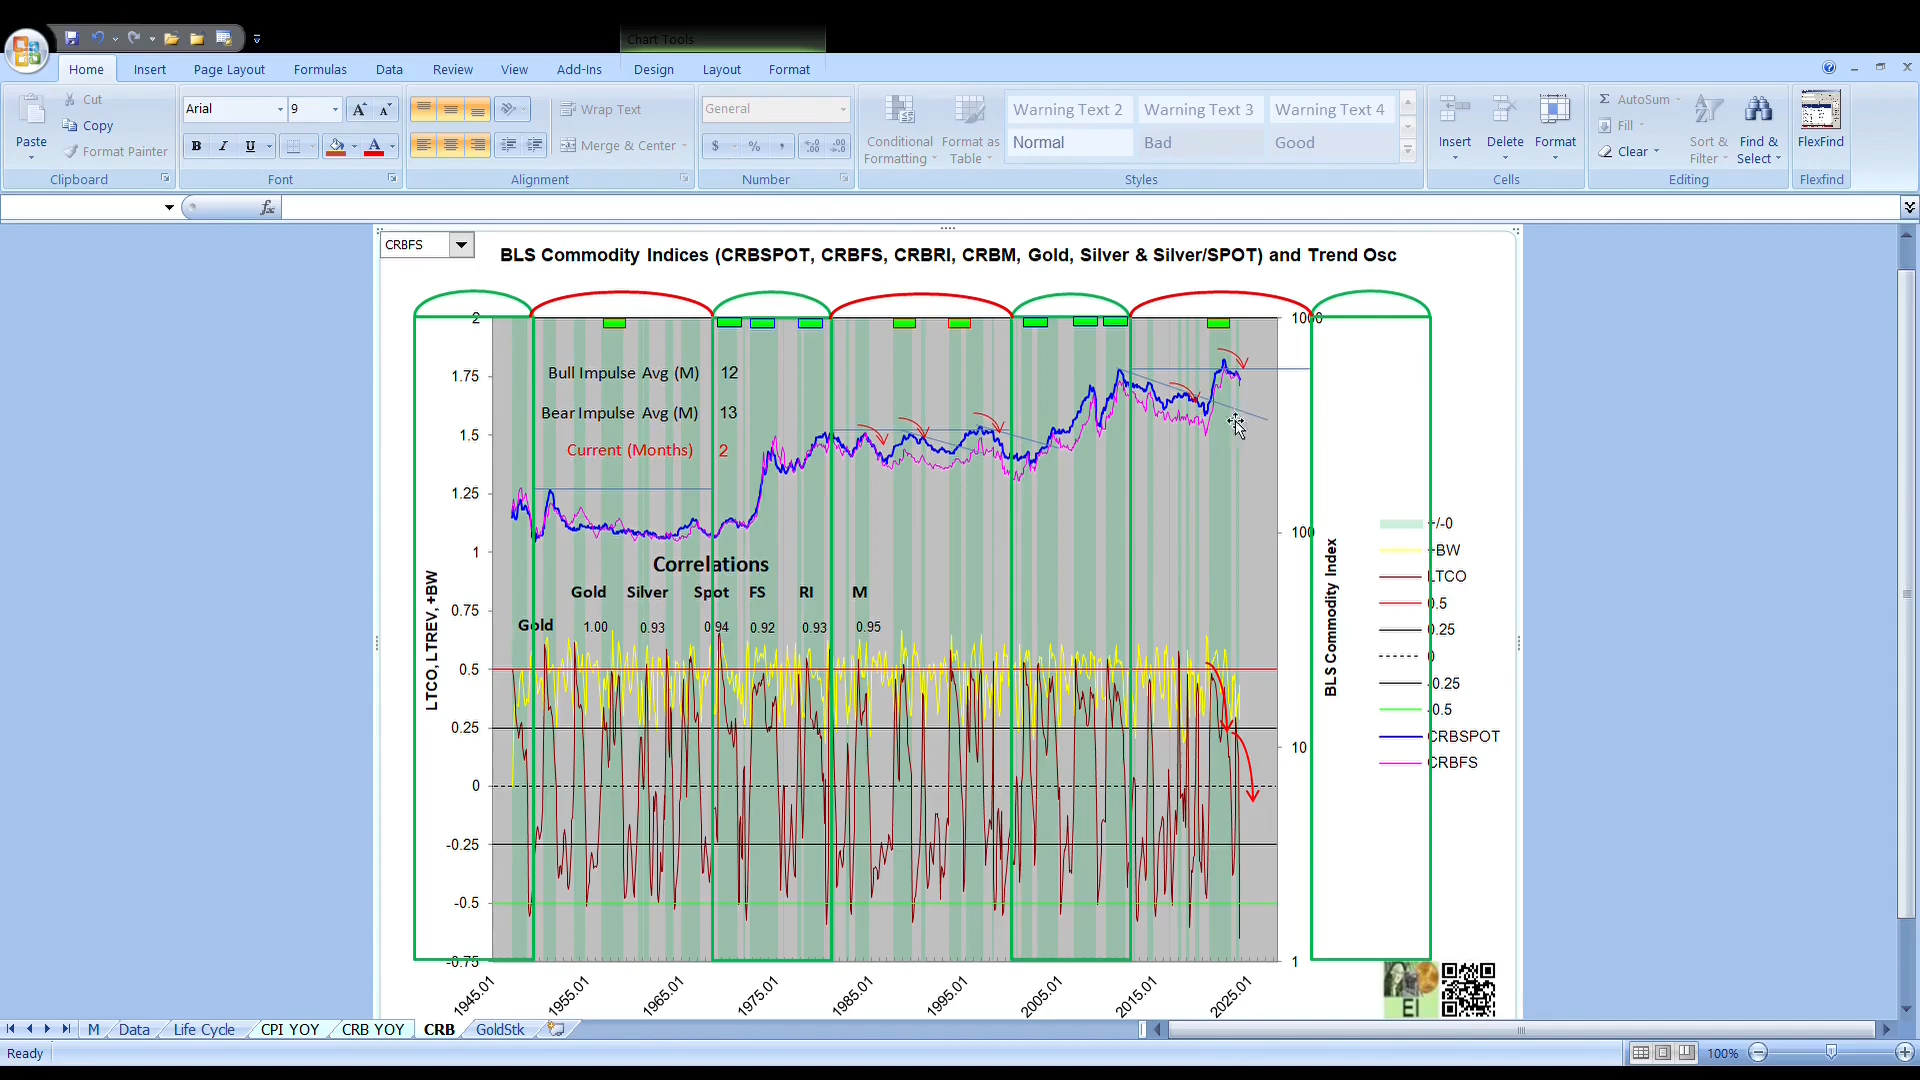 Chart Tools
Home Insert Page Layout Formulas Data Review View Add-Ins Design Layout Format
Paste
Cut
Copy
Format Painter
Clipboard
Arial 9
B I U
Font
Wrap Text
Merge & Center
Alignment
General
$ % ,
Number
Conditional Formatting
Format as Table
Warning Text 2 Warning Text 3 Warning Text 4
Normal Bad Good
Styles
Insert Delete Format
Cells
AutoSum
Fill
Clear
Sort & Filter
Find & Select
Editing
FlexFind
Flexfind
fx
CRBFS
BLS Commodity Indices (CRBSPOT, CRBFS, CRBRI, CRBM, Gold, Silver & Silver/SPOT) and Trend Osc
2
1.75
1.5
1.25
1
0.75
0.5
0.25
0
-0.25
-0.5
-0.75
LTCO, LTREV, +BW
Bull Impulse Avg (M) 12
Bear Impulse Avg (M) 13
Current (Months) 2
Correlations
Gold Silver Spot FS RI M
Gold 1.00 0.93 0.94 0.92 0.93 0.95
1000
100
10
1
BLS Commodity Index
+/-0
+BW
LTCO
0.5
0.25
0
-0.25
-0.5
CRBSPOT
CRBFS
1945.01 1955.01 1965.01 1975.01 1985.01 1995.01 2005.01 2015.01 2025.01
EI
M Data Life Cycle CPI YOY CRB YOY CRB GoldStk
Ready
100%